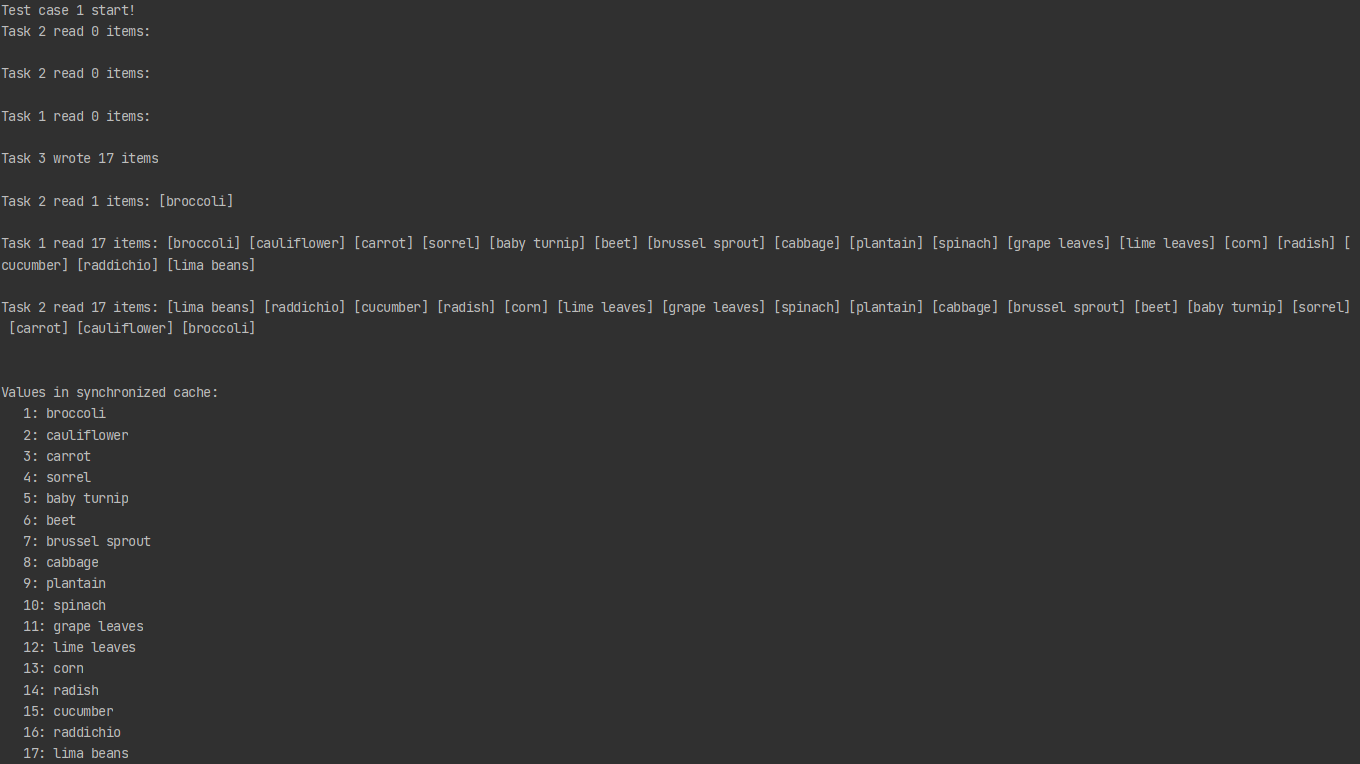 Test case 1 start!
Task 2 read 0 items:
Task 2 read 0 items:
Task 1 read 0 items:
Task 3 wrote 17 items
Task 2 read 1 items: [broccoli]
Task 1 read 17 items: [broccoli] [cauliflower] [carrot] [sorrel] [baby turnip] [beet] [brussel sprout] [cabbage] [plantain] [spinach] [grape leaves] [lime leaves] [corn] [radish] [
cucumber] [raddichio] [lima beans]
Task 2 read 17 items: [lima beans] [raddichio] [cucumber] [radish] [corn] [lime leaves] [grape leaves] [spinach] [plantain] [cabbage] [brussel sprout] [beet] [baby turnip] [sorrel]
[carrot] [cauliflower] [broccoli]
Values in synchronized cache:
1: broccoli
2: cauliflower
3: carrot
4: sorrel
5: baby turnip
6: beet
7: brussel sprout
8: cabbage
9: plantain
10: spinach
11: grape leaves
12: lime leaves
13: corn
14: radish
15: cucumber
16: raddichio
17: lima beans